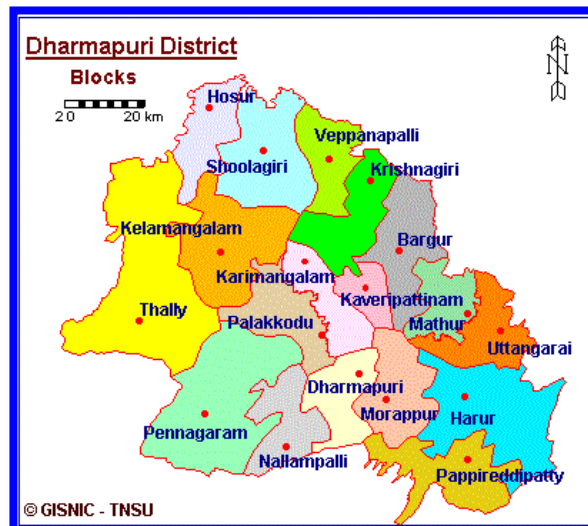 Dharmapuri District
Blocks
2 0 20 km
N
Hosur
Veppanapalli
Shoolagiri
Krishnagiri
Kelamangalam
Bargur
Karimangalam
Kaveripattinam
Thally
Palakkodu
Mathur
Uttangarai
Dharmapuri
Morappur
Harur
Pennagaram
Nallampalli
Pappireddipatty
© GISNIC - TNSU